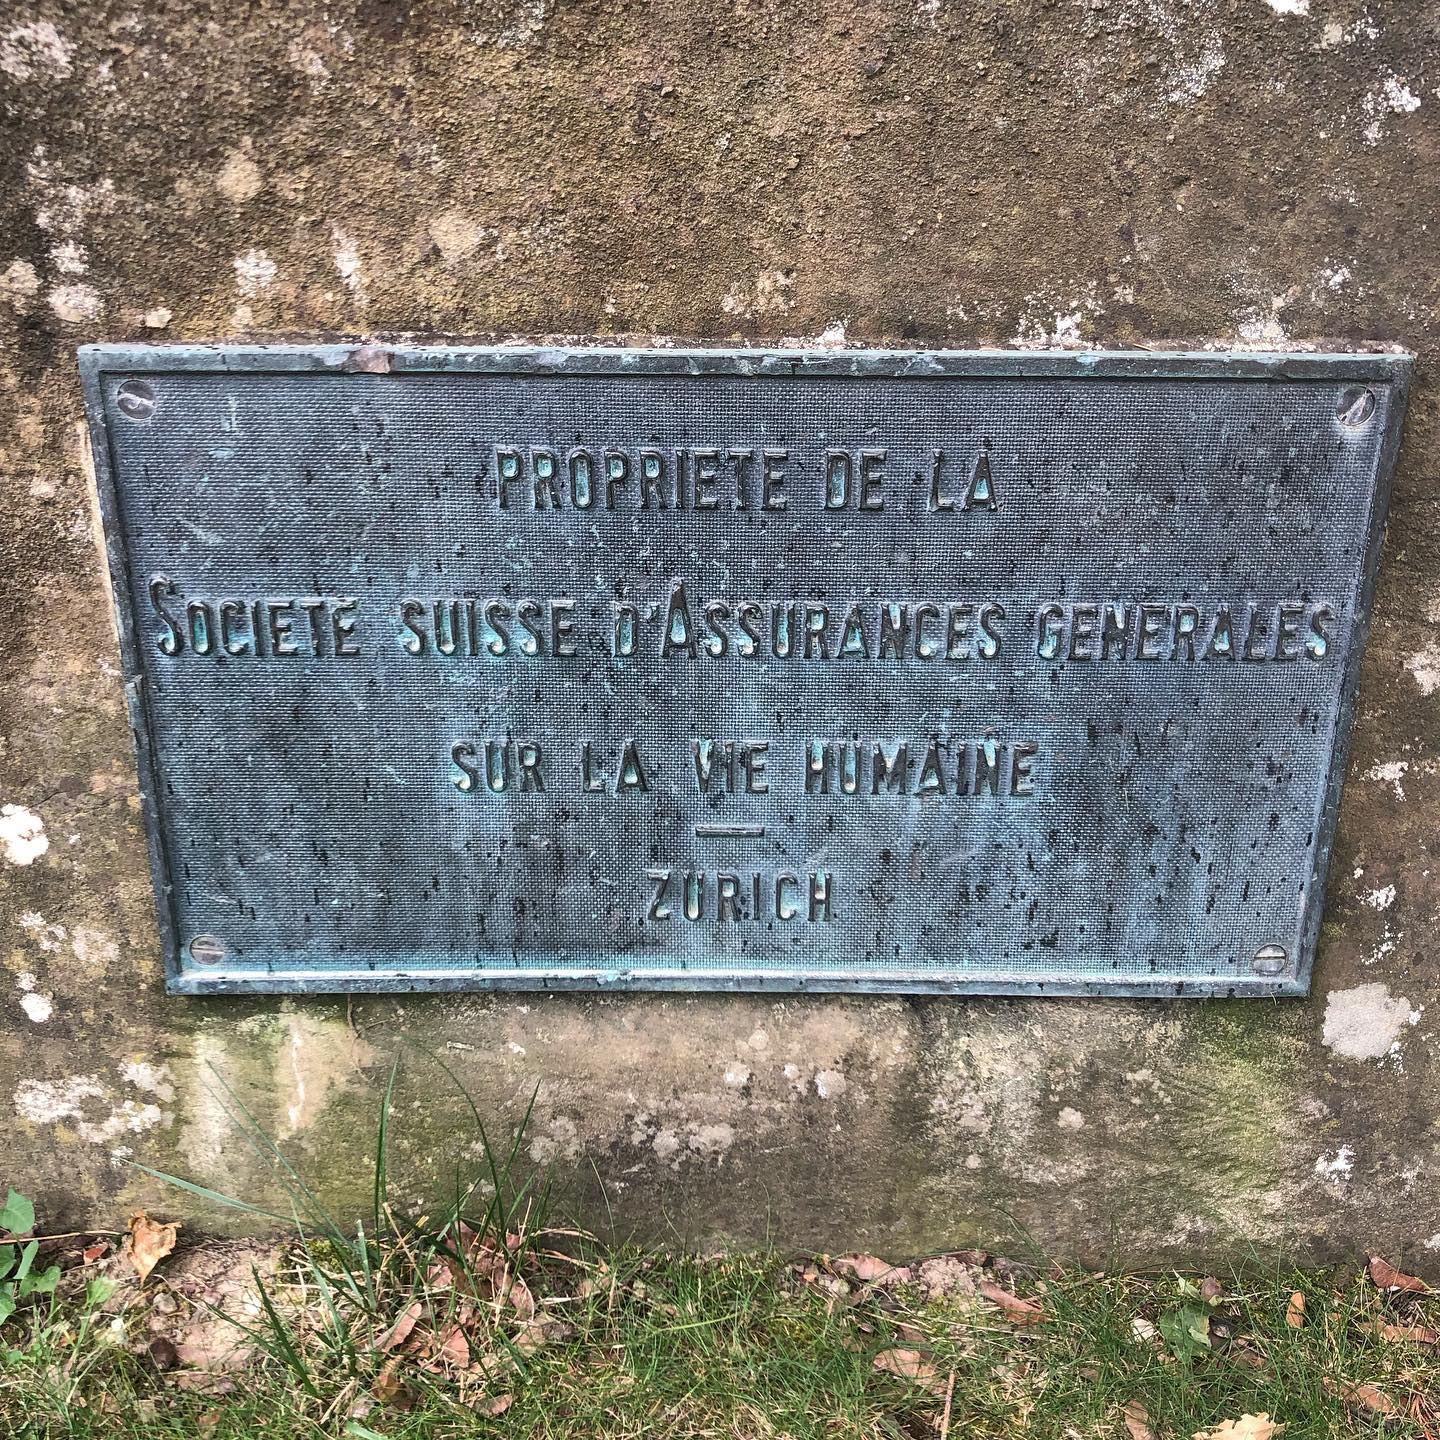 PROPRIETE DE LA
SOCIETE SUISSE D'ASSURANCES GENERALES
SUR LA VIE HUMAINE
—
ZURICH